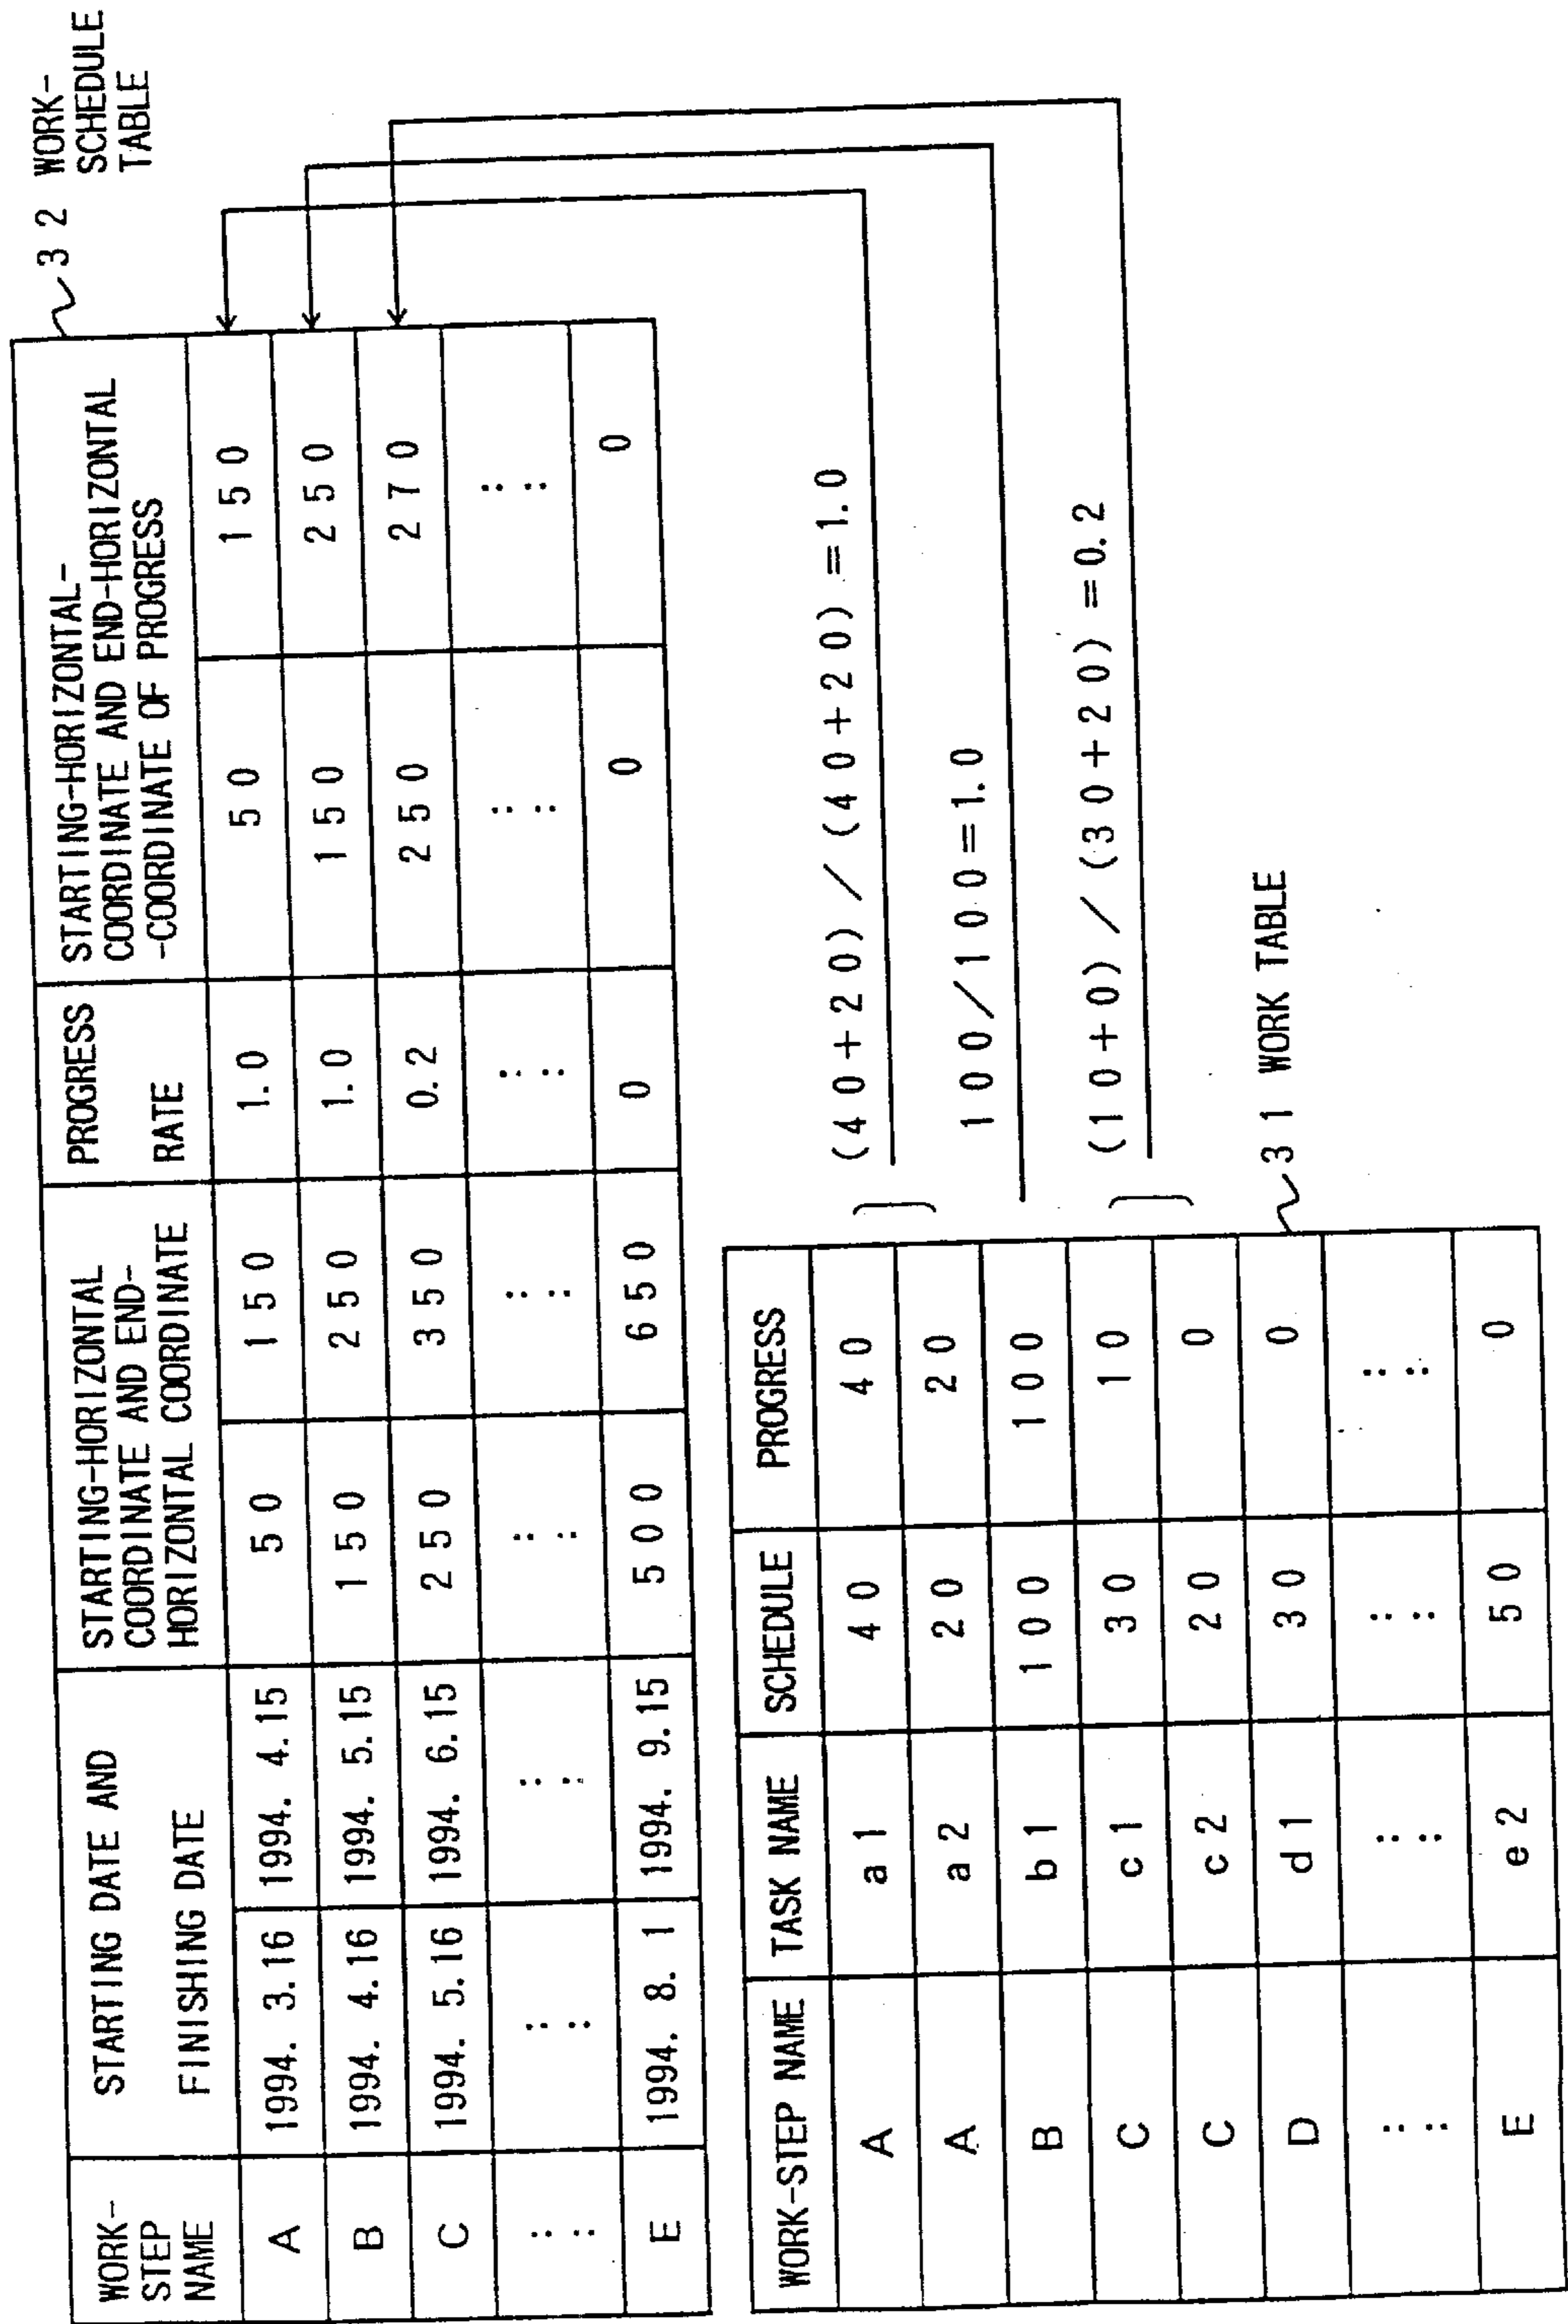 32 WORK-
SCHEDULE
TABLE
WORK-
STEP
NAME
STARTING DATE AND
FINISHING DATE
STARTING-HORIZONTAL
COORDINATE AND END-
HORIZONTAL COORDINATE
PROGRESS
RATE
STARTING-HORIZONTAL-
COORDINATE AND END-HORIZONTAL
-COORDINATE OF PROGRESS
A 1994. 3.16 1994. 4.15 50 150 1.0 50 150
B 1994. 4.16 1994. 5.15 150 250 1.0 150 250
C 1994. 5.16 1994. 6.15 250 350 0.2 250 270
: : : : : : : :
: : : : : : : :
E 1994. 8. 1 1994. 9.15 500 650 0 0 0
WORK-STEP NAME TASK NAME SCHEDULE PROGRESS
A a1 40 40
A a2 20 20
B b1 100 100
C c1 30 10
C c2 20 0
D d1 30 0
: : : :
: : : :
E e2 50 0
(40+20)/(40+20)=1.0
100/100=1.0
(10+0)/(30+20)=0.2
31 WORK TABLE